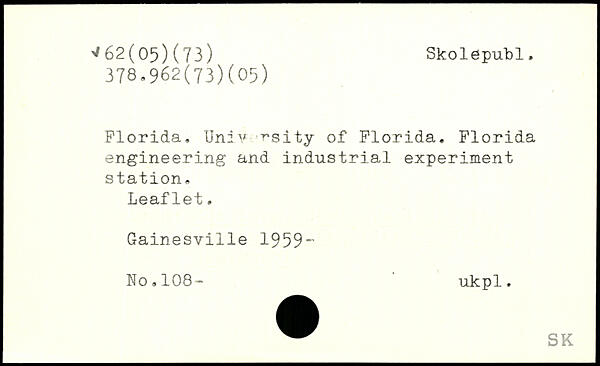 ✓62(05)(73) Skolepubl.
378.962(73)(05)
Florida. University of Florida. Florida
engineering and industrial experiment
station.
Leaflet.
Gainesville 1959-
No.108- ukpl.
SK